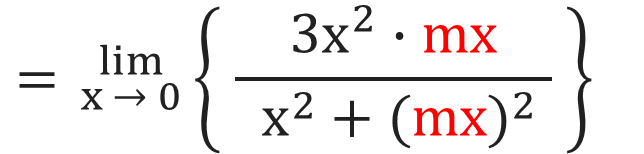 = lim x → 0 { 3x² · mx / x² + (mx)² }